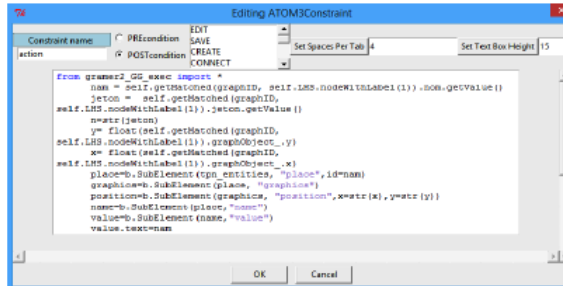 Editing ATOM3Constraint
Constraint name:
action
PREcondition
POSTcondition
EDIT
SAVE
CREATE
CONNECT
Set Spaces Per Tab 4
Set Text Box Height 15
from gramer2_GG_exec import *
nam = self.getMatched(graphID, self.LHS.nodeWithLabel(1)).nom.getValue()
jeton = self.getMatched(graphID,
self.LHS.nodeWithLabel(1)).jeton.getValue()
n=str(jeton)
y= float(self.getMatched(graphID,
self.LHS.nodeWithLabel(1)).graphObject_.y)
x= float(self.getMatched(graphID,
self.LHS.nodeWithLabel(1)).graphObject_.x)
place=b.SubElement(tpn_entities, "place",id=nam)
graphics=b.SubElement(place, "graphics")
position=b.SubElement(graphics, "position",x=str(x),y=str(y))
name=b.SubElement(place,"name")
value=b.SubElement(name,"value")
value.text=nam
OK
Cancel